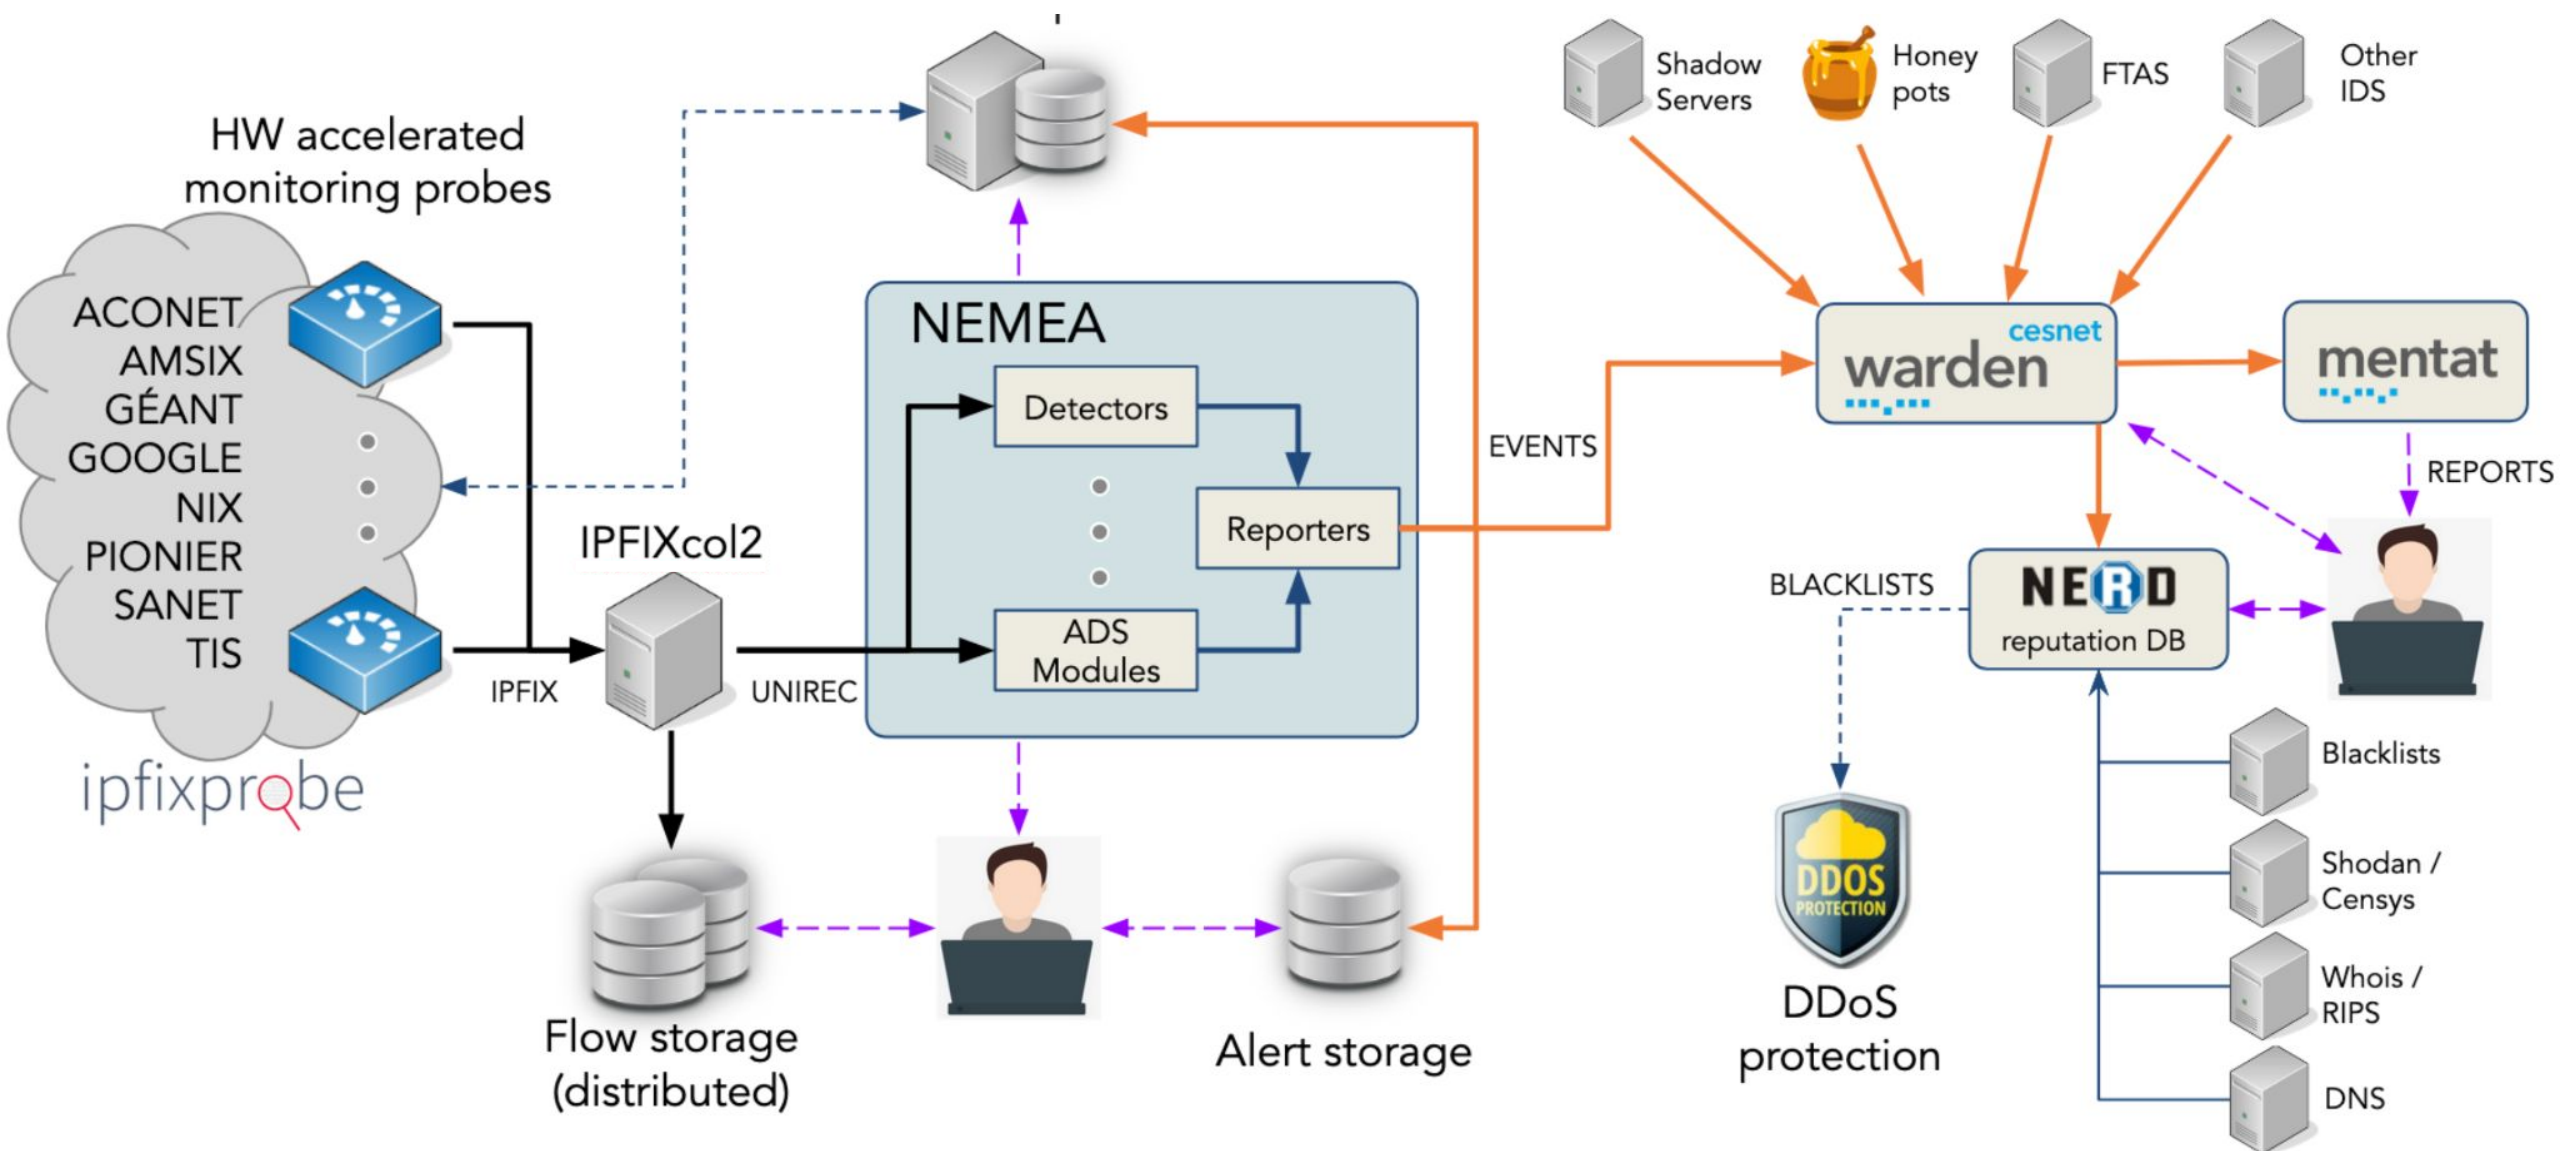 HW accelerated
monitoring probes
ACONET
AMSIX
GÉANT
GOOGLE
NIX
PIONIER
SANET
TIS
ipfixprobe
IPFIX
IPFIXcol2
UNIREC
Flow storage
(distributed)
NEMEA
Detectors
Reporters
ADS
Modules
Alert storage
EVENTS
Shadow
Servers
Honey
pots
FTAS
Other
IDS
cesnet
warden
mentat
REPORTS
BLACKLISTS
NERD
reputation DB
DDOS
PROTECTION
DDoS
protection
Blacklists
Shodan /
Censys
Whois /
RIPS
DNS